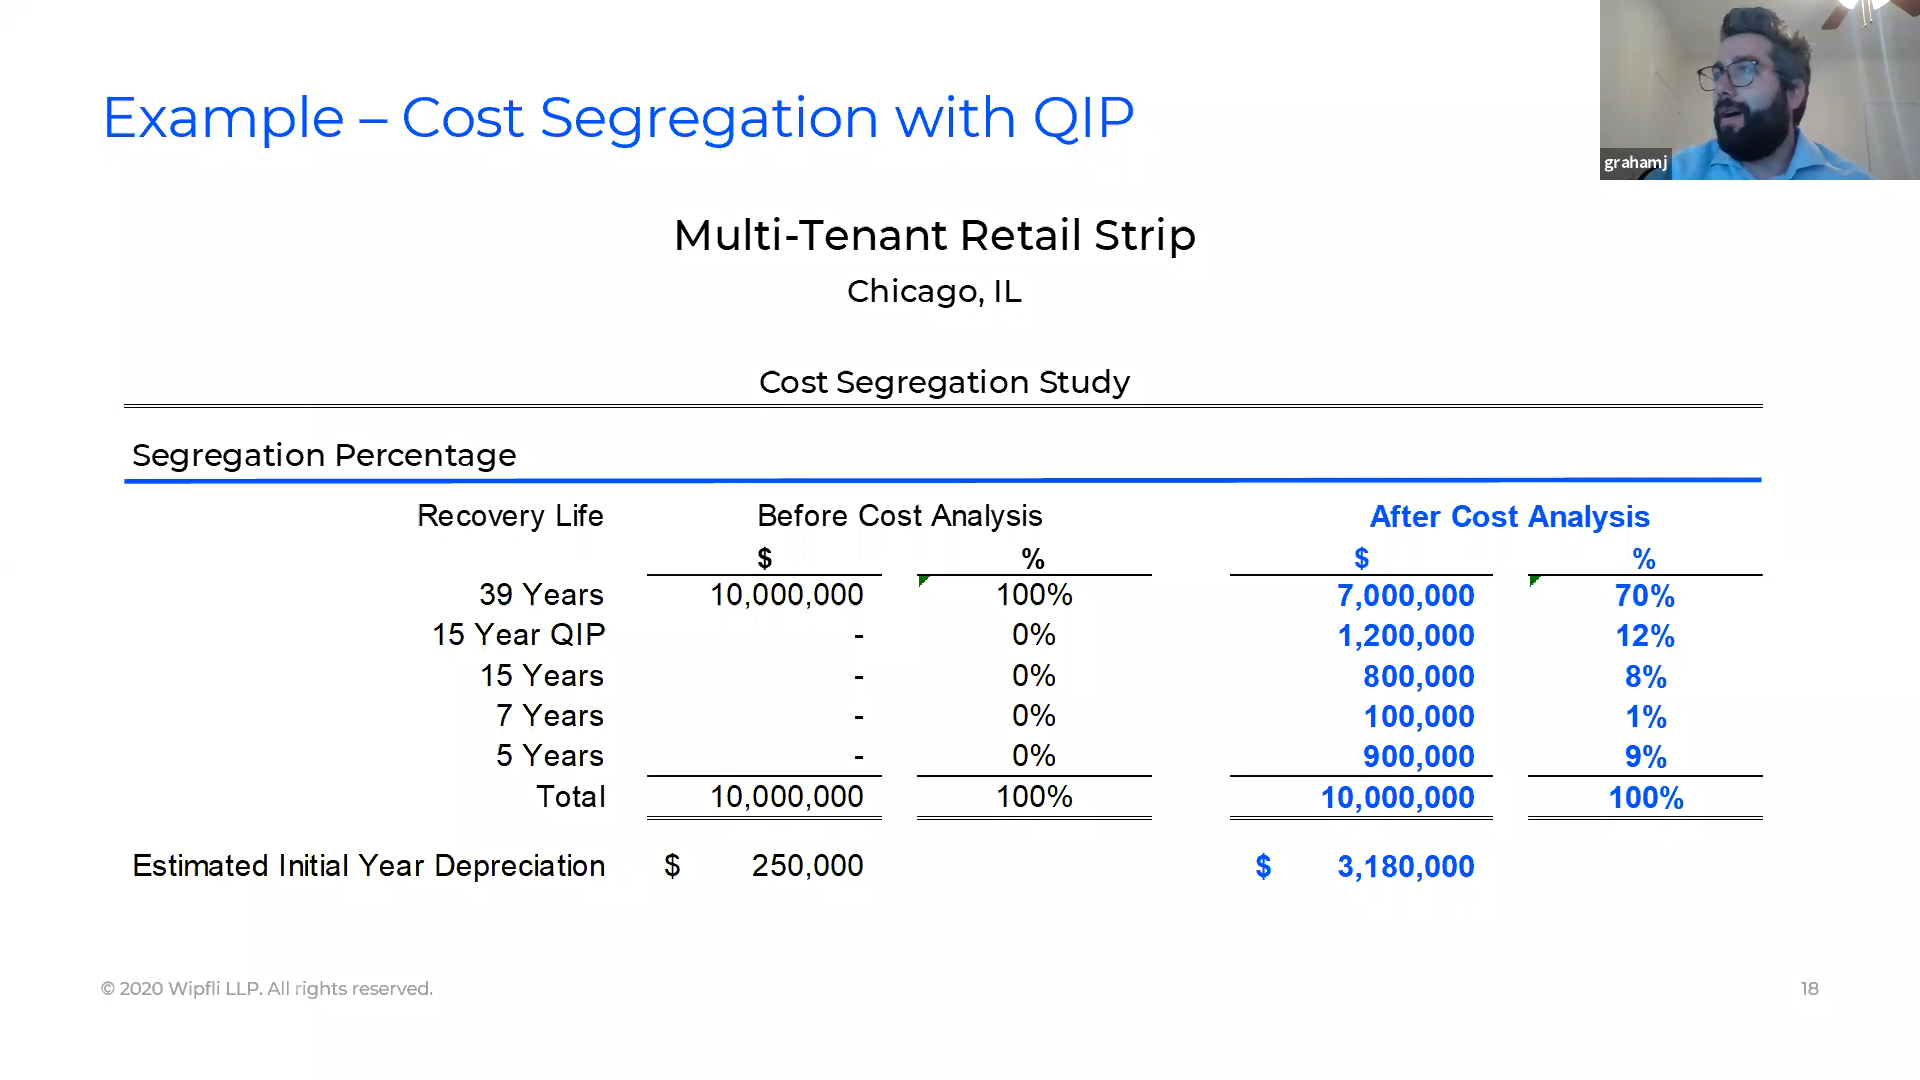 Example – Cost Segregation with QIP
grahamj
Multi-Tenant Retail Strip
Chicago, IL
Cost Segregation Study
Segregation Percentage
Recovery Life Before Cost Analysis After Cost Analysis
$ % $ %
39 Years 10,000,000 100% 7,000,000 70%
15 Year QIP - 0% 1,200,000 12%
15 Years - 0% 800,000 8%
7 Years - 0% 100,000 1%
5 Years - 0% 900,000 9%
Total 10,000,000 100% 10,000,000 100%
Estimated Initial Year Depreciation $ 250,000 $ 3,180,000
© 2020 Wipfli LLP. All rights reserved. 18